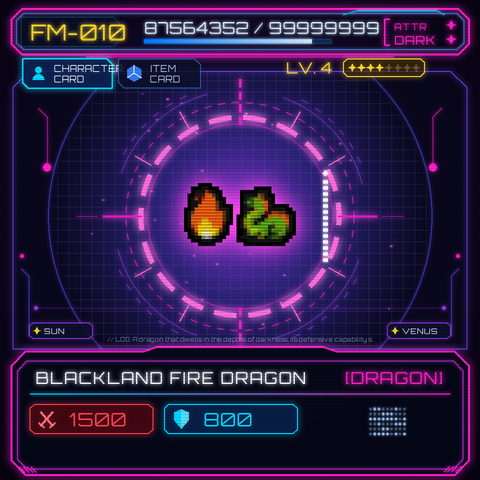 FM-010
87564352 / 99999999
ATTR
DARK
CHARACTER
CARD
ITEM
CARD
LV. 4
SUN
VENUS
// LOG: A dragon that dwells in the depths of darkness, its defensive capability s
BLACKLAND FIRE DRAGON
[DRAGON]
1500
800